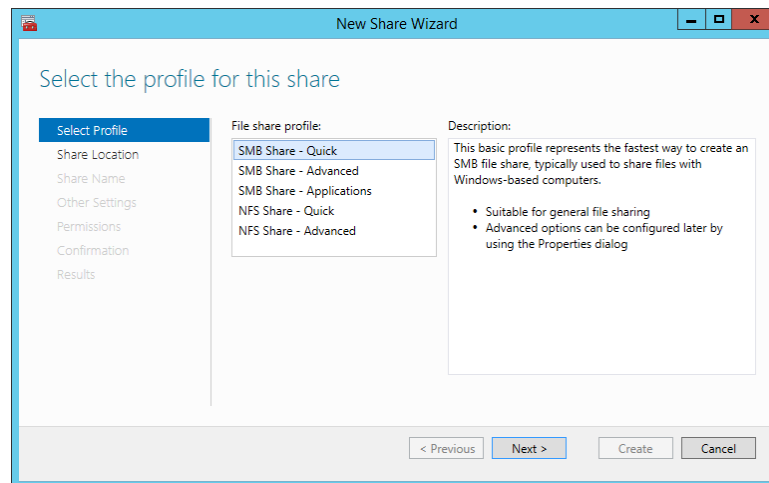 New Share Wizard
Select the profile for this share
Select Profile
Share Location
Share Name
Other Settings
Permissions
Confirmation
Results
File share profile:
SMB Share - Quick
SMB Share - Advanced
SMB Share - Applications
NFS Share - Quick
NFS Share - Advanced
Description:
This basic profile represents the fastest way to create an
SMB file share, typically used to share files with
Windows-based computers.
• Suitable for general file sharing
• Advanced options can be configured later by
using the Properties dialog
< Previous
Next >
Create
Cancel